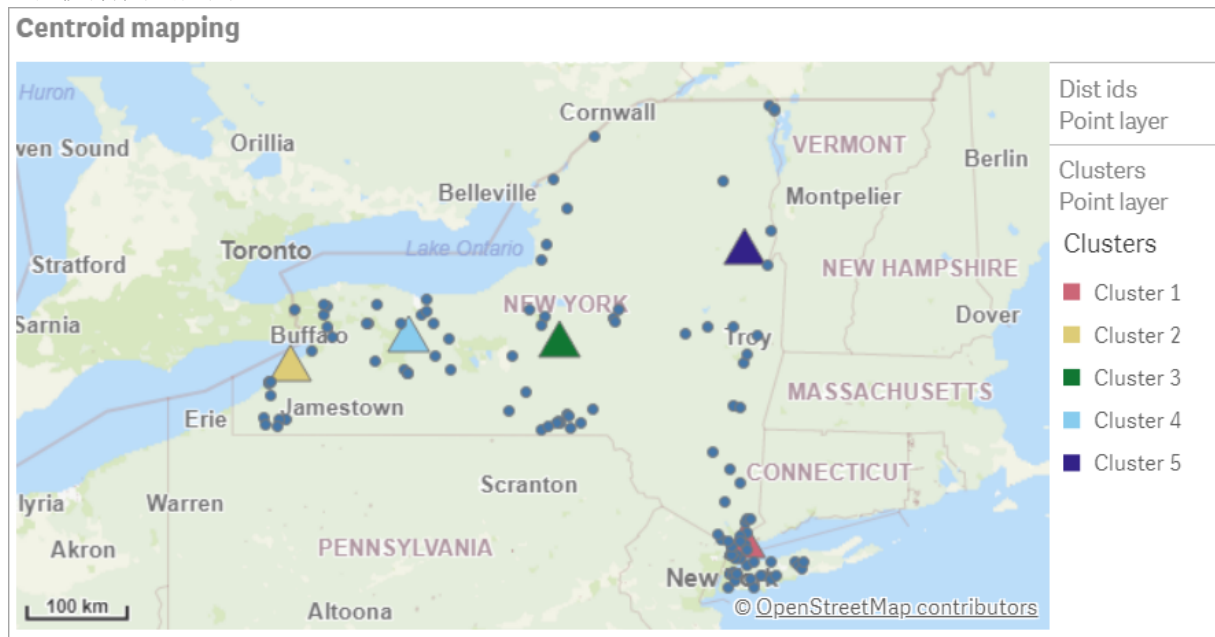 Centroid mapping
Huron
Cornwall
wen Sound
Orillia
VERMONT
Berlin
Belleville
Montpelier
Toronto
Lake Ontario
Stratford
NEW HAMPSHIRE
NEW YORK
Sarnia
Buffalo
Troy
Dover
MASSACHUSETTS
Jamestown
Erie
CONNECTICUT
Scranton
lyria
Warren
Akron
PENNSYLVANIA
New York
100 km
Altoona
© OpenStreetMap contributors
Dist ids
Point layer
Clusters
Point layer
Clusters
Cluster 1
Cluster 2
Cluster 3
Cluster 4
Cluster 5